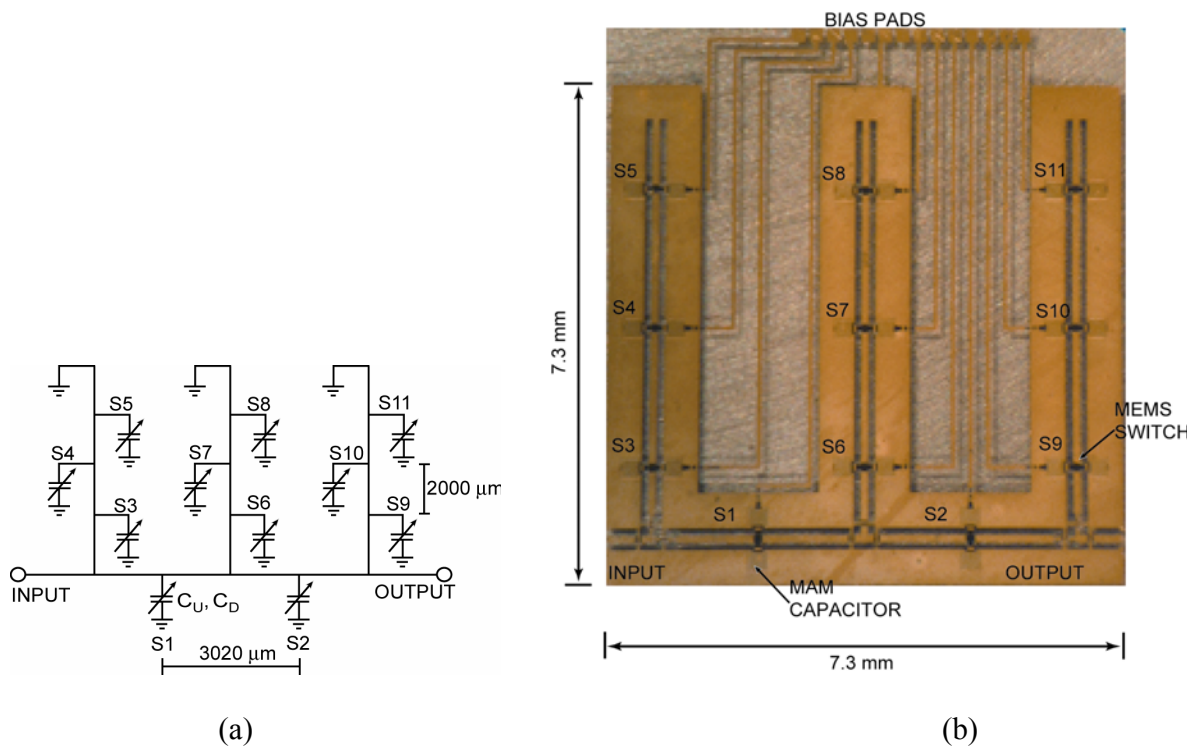 BIAS PADS
S5
S8
S11
S4
S7
S10
S3
S6
S9
MEMS
SWITCH
S1
S2
INPUT
OUTPUT
MAM
CAPACITOR
7.3 mm
7.3 mm
S5
S8
S11
S4
S7
S10
2000 μm
S3
S6
S9
INPUT
C_U, C_D
OUTPUT
S1
S2
3020 μm
(a)
(b)